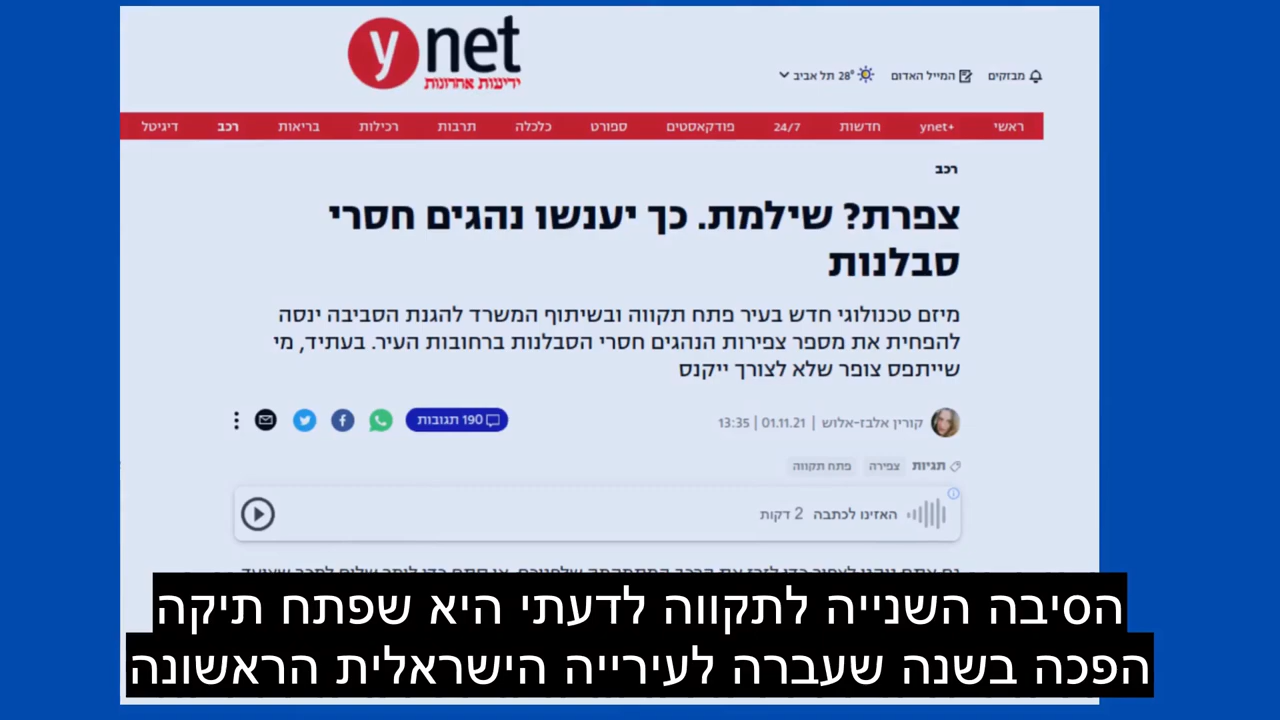 ynet
ידיעות אחרונות
מבזקים המייל האדום 28° תל אביב
ראשי ynet+ חדשות 24/7 פודקאסטים ספורט כלכלה תרבות רכילות בריאות רכב דיגיטל
רכב
צפרת? שילמת. כך יענשו נהגים חסרי
סבלנות
מיזם טכנולוגי חדש בעיר פתח תקווה ובשיתוף המשרד להגנת הסביבה ינסה
להפחית את מספר צפירות הנהגים חסרי הסבלנות ברחובות העיר. בעתיד, מי
שייתפס צופר שלא לצורך ייקנס
קורין אלבז-אלוש | 01.11.21 | 13:35
190 תגובות
תגיות צפירה פתח תקווה
האזינו לכתבה 2 דקות
הסיבה השנייה לתקווה לדעתי היא שפתח תיקה
הפכה בשנה שעברה לעירייה הישראלית הראשונה